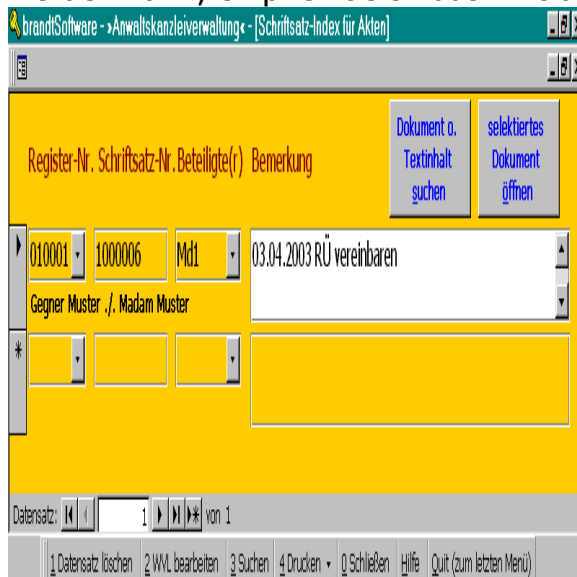 brandtSoftware - »Anwaltskanzleiverwaltung« - [Schriftsatz-Index für Akten]
Dokument o. Textinhalt suchen
selektiertes Dokument öffnen
Register-Nr. Schriftsatz-Nr. Beteiligte(r) Bemerkung
010001 1000006 Md1 03.04.2003 RÜ vereinbaren
Gegner Muster ./. Madam Muster
Datensatz: 1 von 1
1 Datensatz löschen 2 WVL bearbeiten 3 Suchen 4 Drucken 0 Schließen Hilfe Quit (zum letzten Menü)